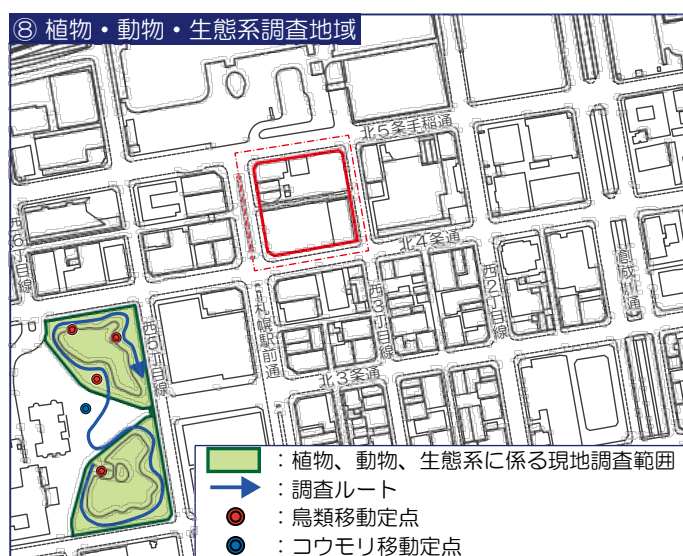 ⑧ 植物・動物・生態系調査地域
北5条手稲通
北4条通
西6丁目線
札幌駅前通
西3丁目線
西2丁目線
創成川通
西5丁目線
北3条通
：植物、動物、生態系に係る現地調査範囲
：調査ルート
：鳥類移動定点
：コウモリ移動定点